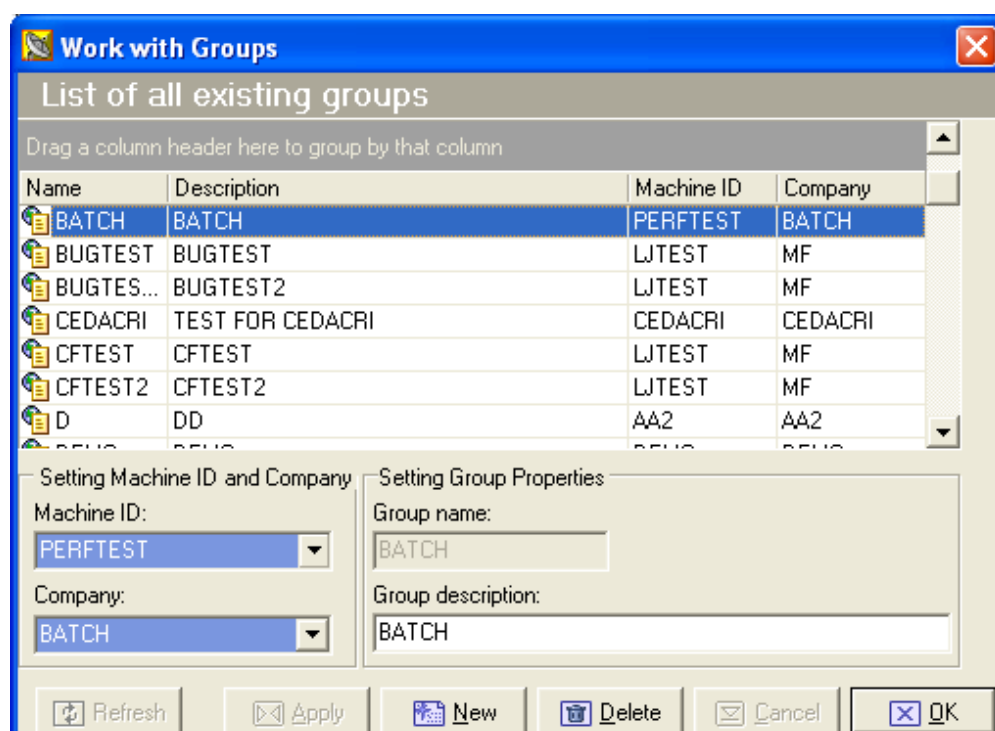 Work with Groups
List of all existing groups
Drag a column header here to group by that column
Name Description Machine ID Company
BATCH BATCH PERFTEST BATCH
BUGTEST BUGTEST LJTEST MF
BUGTES... BUGTEST2 LJTEST MF
CEDACRI TEST FOR CEDACRI CEDACRI CEDACRI
CFTEST CFTEST LJTEST MF
CFTEST2 CFTEST2 LJTEST MF
D DD AA2 AA2
Setting Machine ID and Company Setting Group Properties
Machine ID: Group name:
PERFTEST BATCH
Company: Group description:
BATCH BATCH
Refresh Apply New Delete Cancel OK